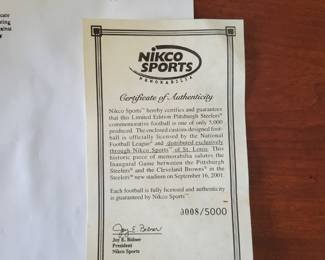 cate
ting
NIKCO
SPORTS
MEMORABILIA
Certificate of Authenticity
Nikco Sports™ hereby certifies and guarantees
that this Limited Edition Pittsburgh Steelers®
commemorative football is one of only 5,000
produced. The enclosed custom-designed foot-
ball is officially licensed by the National
Football League® and distributed exclusively
through Nikco Sports™ of St. Louis. This
historic piece of memorabilia salutes the
Inaugural Game between the Pittsburgh
Steelers® and the Cleveland Browns® in the
Steelers® new stadium on September 16, 2001.
Each football is fully licensed and authenticity
is guaranteed by Nikco Sports™.
0008/5000
Joy E. Bidner
President
Nikco Sports